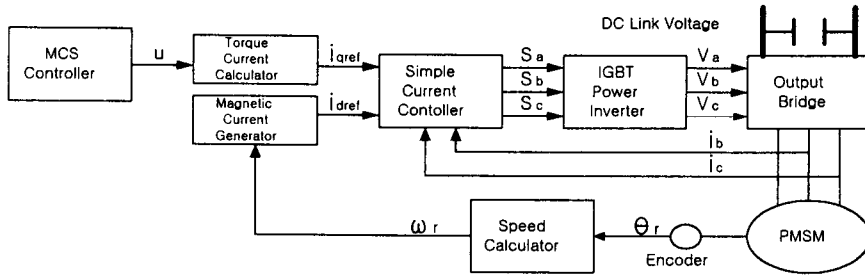 DC Link Voltage
MCS
Controller
u
Torque
Current
Calculator
iqref
Magnetic
Current
Generator
idref
Simple
Current
Contoller
Sa
Sb
Sc
IGBT
Power
Inverter
Va
Vb
Vc
Output
Bridge
ib
ic
ωr
Speed
Calculator
θr
Encoder
PMSM